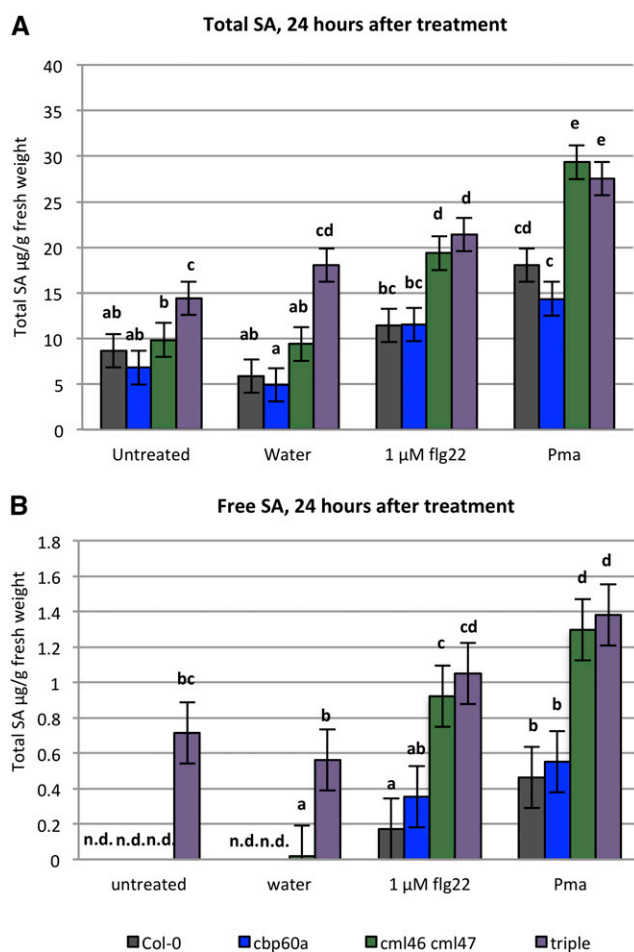 A
Total SA, 24 hours after treatment
Total SA µg/g fresh weight
40
35
30
25
20
15
10
5
0
ab ab b c
ab a ab cd
bc bc d d
cd c e e
Untreated Water 1 µM flg22 Pma
B
Free SA, 24 hours after treatment
Total SA µg/g fresh weight
1.8
1.6
1.4
1.2
1
0.8
0.6
0.4
0.2
0
n.d. n.d. n.d. bc
n.d. n.d. a b
a ab c cd
b b d d
untreated water 1 µM flg22 Pma
Col-0 cbp60a cml46 cml47 triple